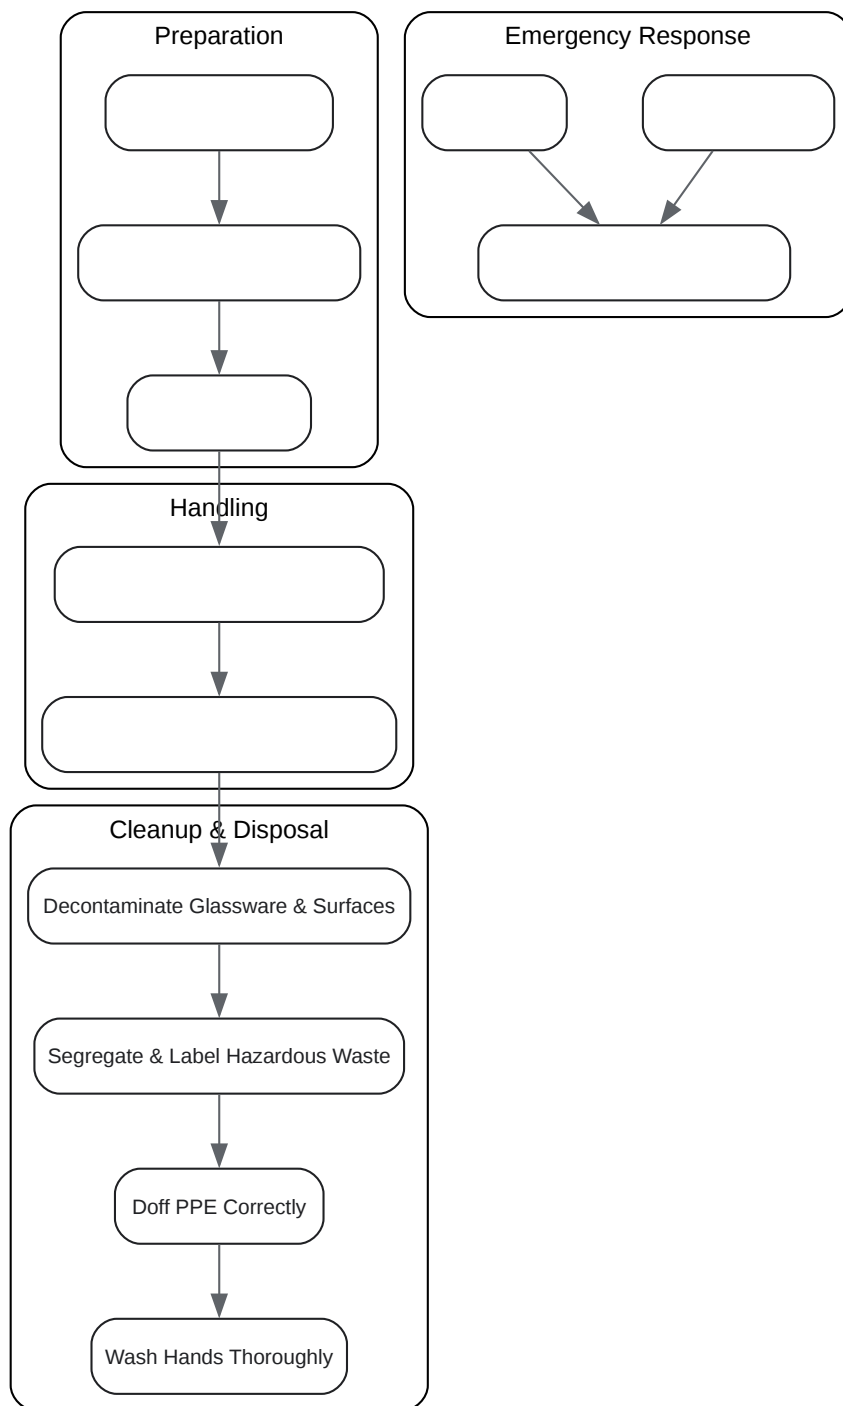 Preparation
Emergency Response
Handling
Cleanup & Disposal
Decontaminate Glassware & Surfaces
Segregate & Label Hazardous Waste
Doff PPE Correctly
Wash Hands Thoroughly